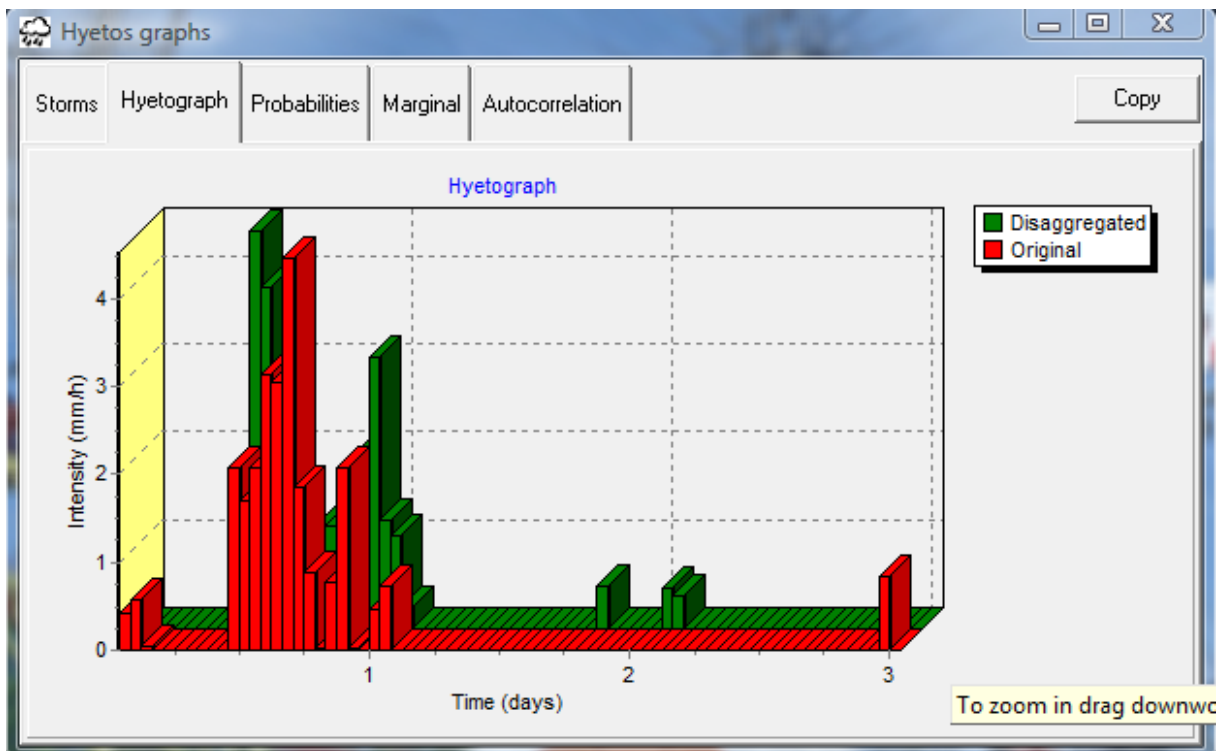 Hyetos graphs
Storms Hyetograph Probabilities Marginal Autocorrelation Copy
Hyetograph
Disaggregated
Original
Intensity (mm/h)
4
3
2
1
0
1 2 3
Time (days)
To zoom in drag downwo